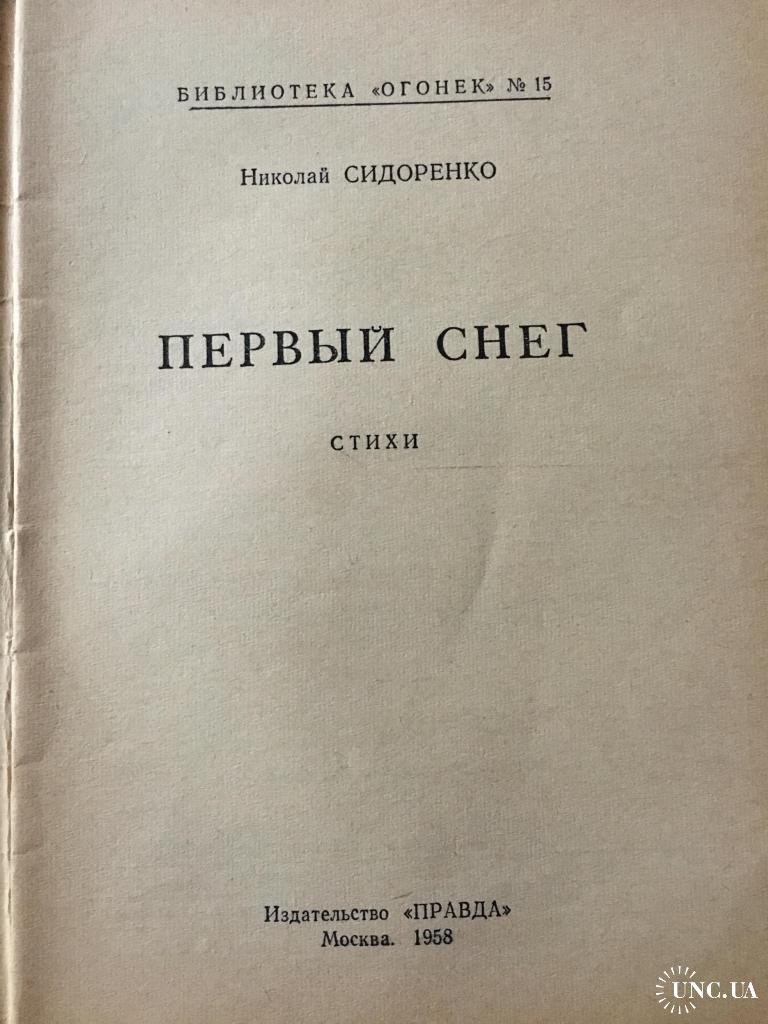 БИБЛИОТЕКА «ОГОНЕК» № 15
Николай СИДОРЕНКО
ПЕРВЫЙ СНЕГ
СТИХИ
Издательство «ПРАВДА»
Москва. 1958
UNC.UA